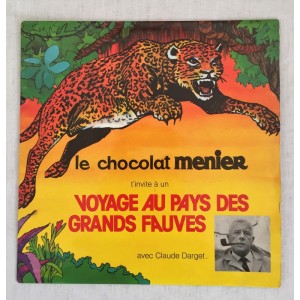 le chocolat menier
t'invite à un
VOYAGE AU PAYS DES
GRANDS FAUVES
avec Claude Darget..